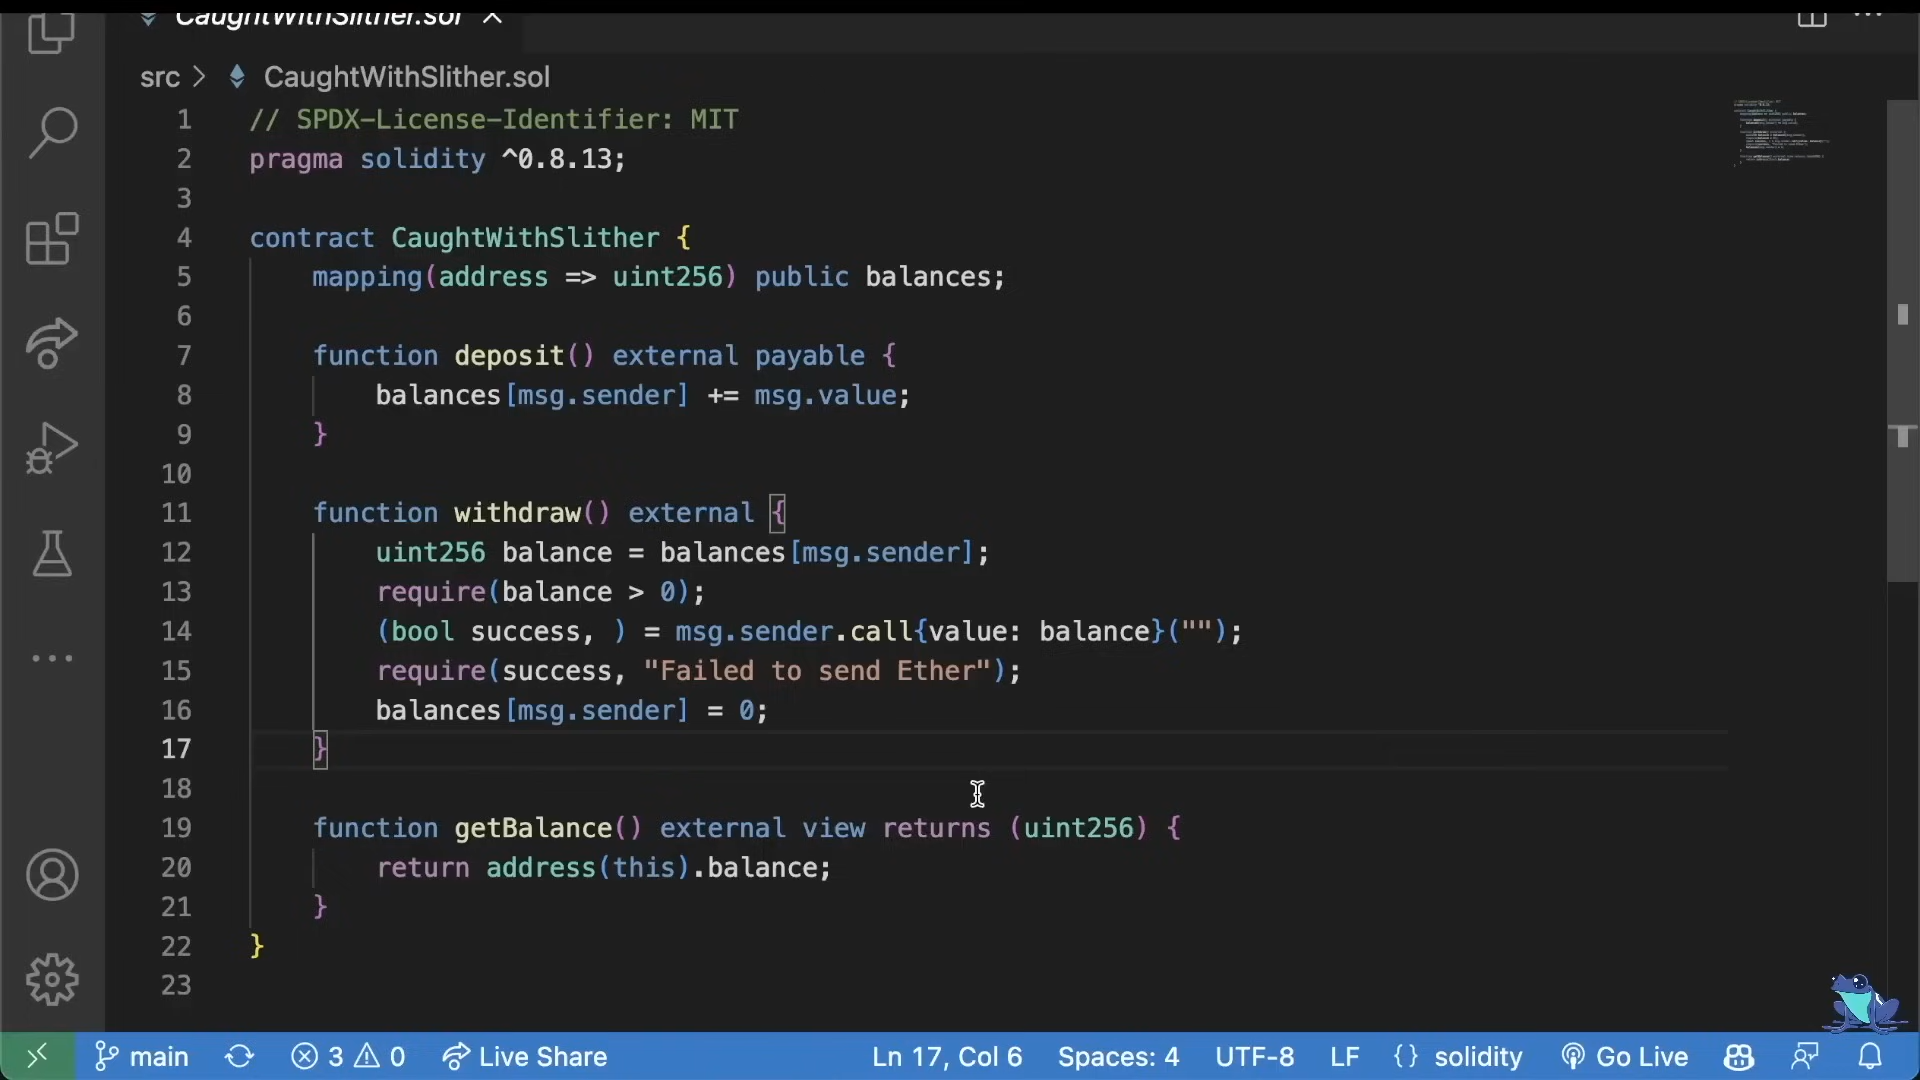 CaughtWithSlither.sol
src > CaughtWithSlither.sol
1 // SPDX-License-Identifier: MIT
2 pragma solidity ^0.8.13;
3
4 contract CaughtWithSlither {
5 mapping(address => uint256) public balances;
6
7 function deposit() external payable {
8 balances[msg.sender] += msg.value;
9 }
10
11 function withdraw() external {
12 uint256 balance = balances[msg.sender];
13 require(balance > 0);
14 (bool success, ) = msg.sender.call{value: balance}("");
15 require(success, "Failed to send Ether");
16 balances[msg.sender] = 0;
17 }
18
19 function getBalance() external view returns (uint256) {
20 return address(this).balance;
21 }
22 }
23
main 3 0 Live Share Ln 17, Col 6 Spaces: 4 UTF-8 LF {} solidity Go Live